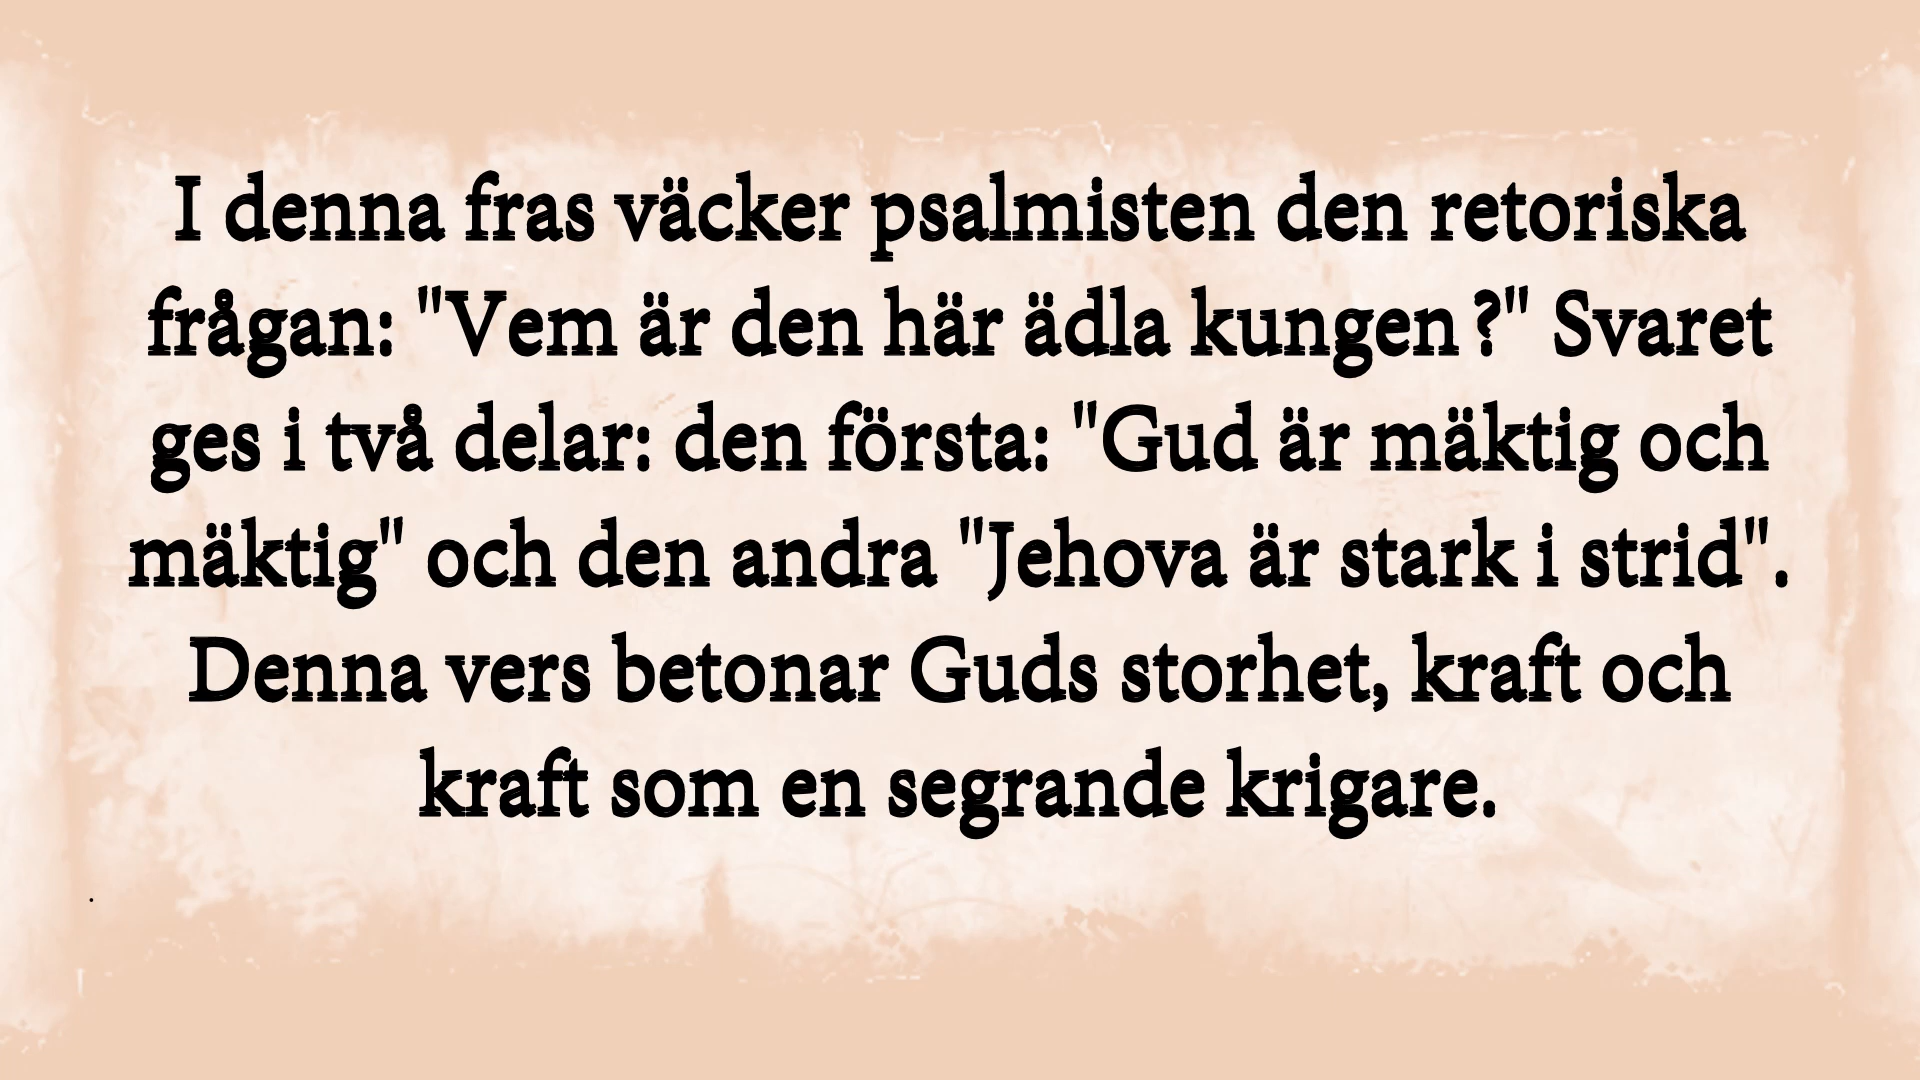 I denna fras väcker psalmisten den retoriska
frågan: "Vem är den här ädla kungen?" Svaret
ges i två delar: den första: "Gud är mäktig och
mäktig" och den andra "Jehova är stark i strid".
Denna vers betonar Guds storhet, kraft och
kraft som en segrande krigare.
.